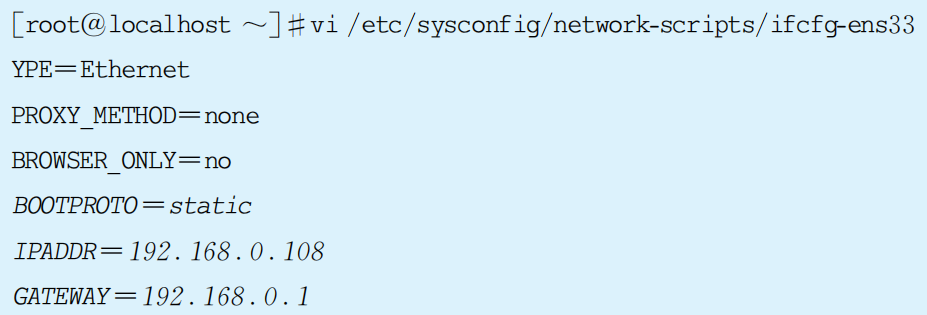 [root@localhost ~]#vi /etc/sysconfig/network-scripts/ifcfg-ens33
YPE=Ethernet
PROXY_METHOD=none
BROWSER_ONLY=no
BOOTPROTO=static
IPADDR=192.168.0.108
GATEWAY=192.168.0.1